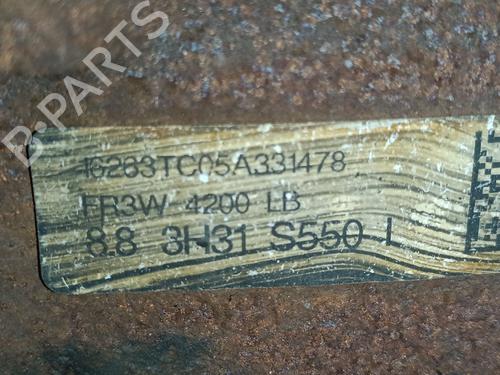 B-PARTS
16263TC05A331478
FR3W 4200 LB
8.8 3H31 S550 I